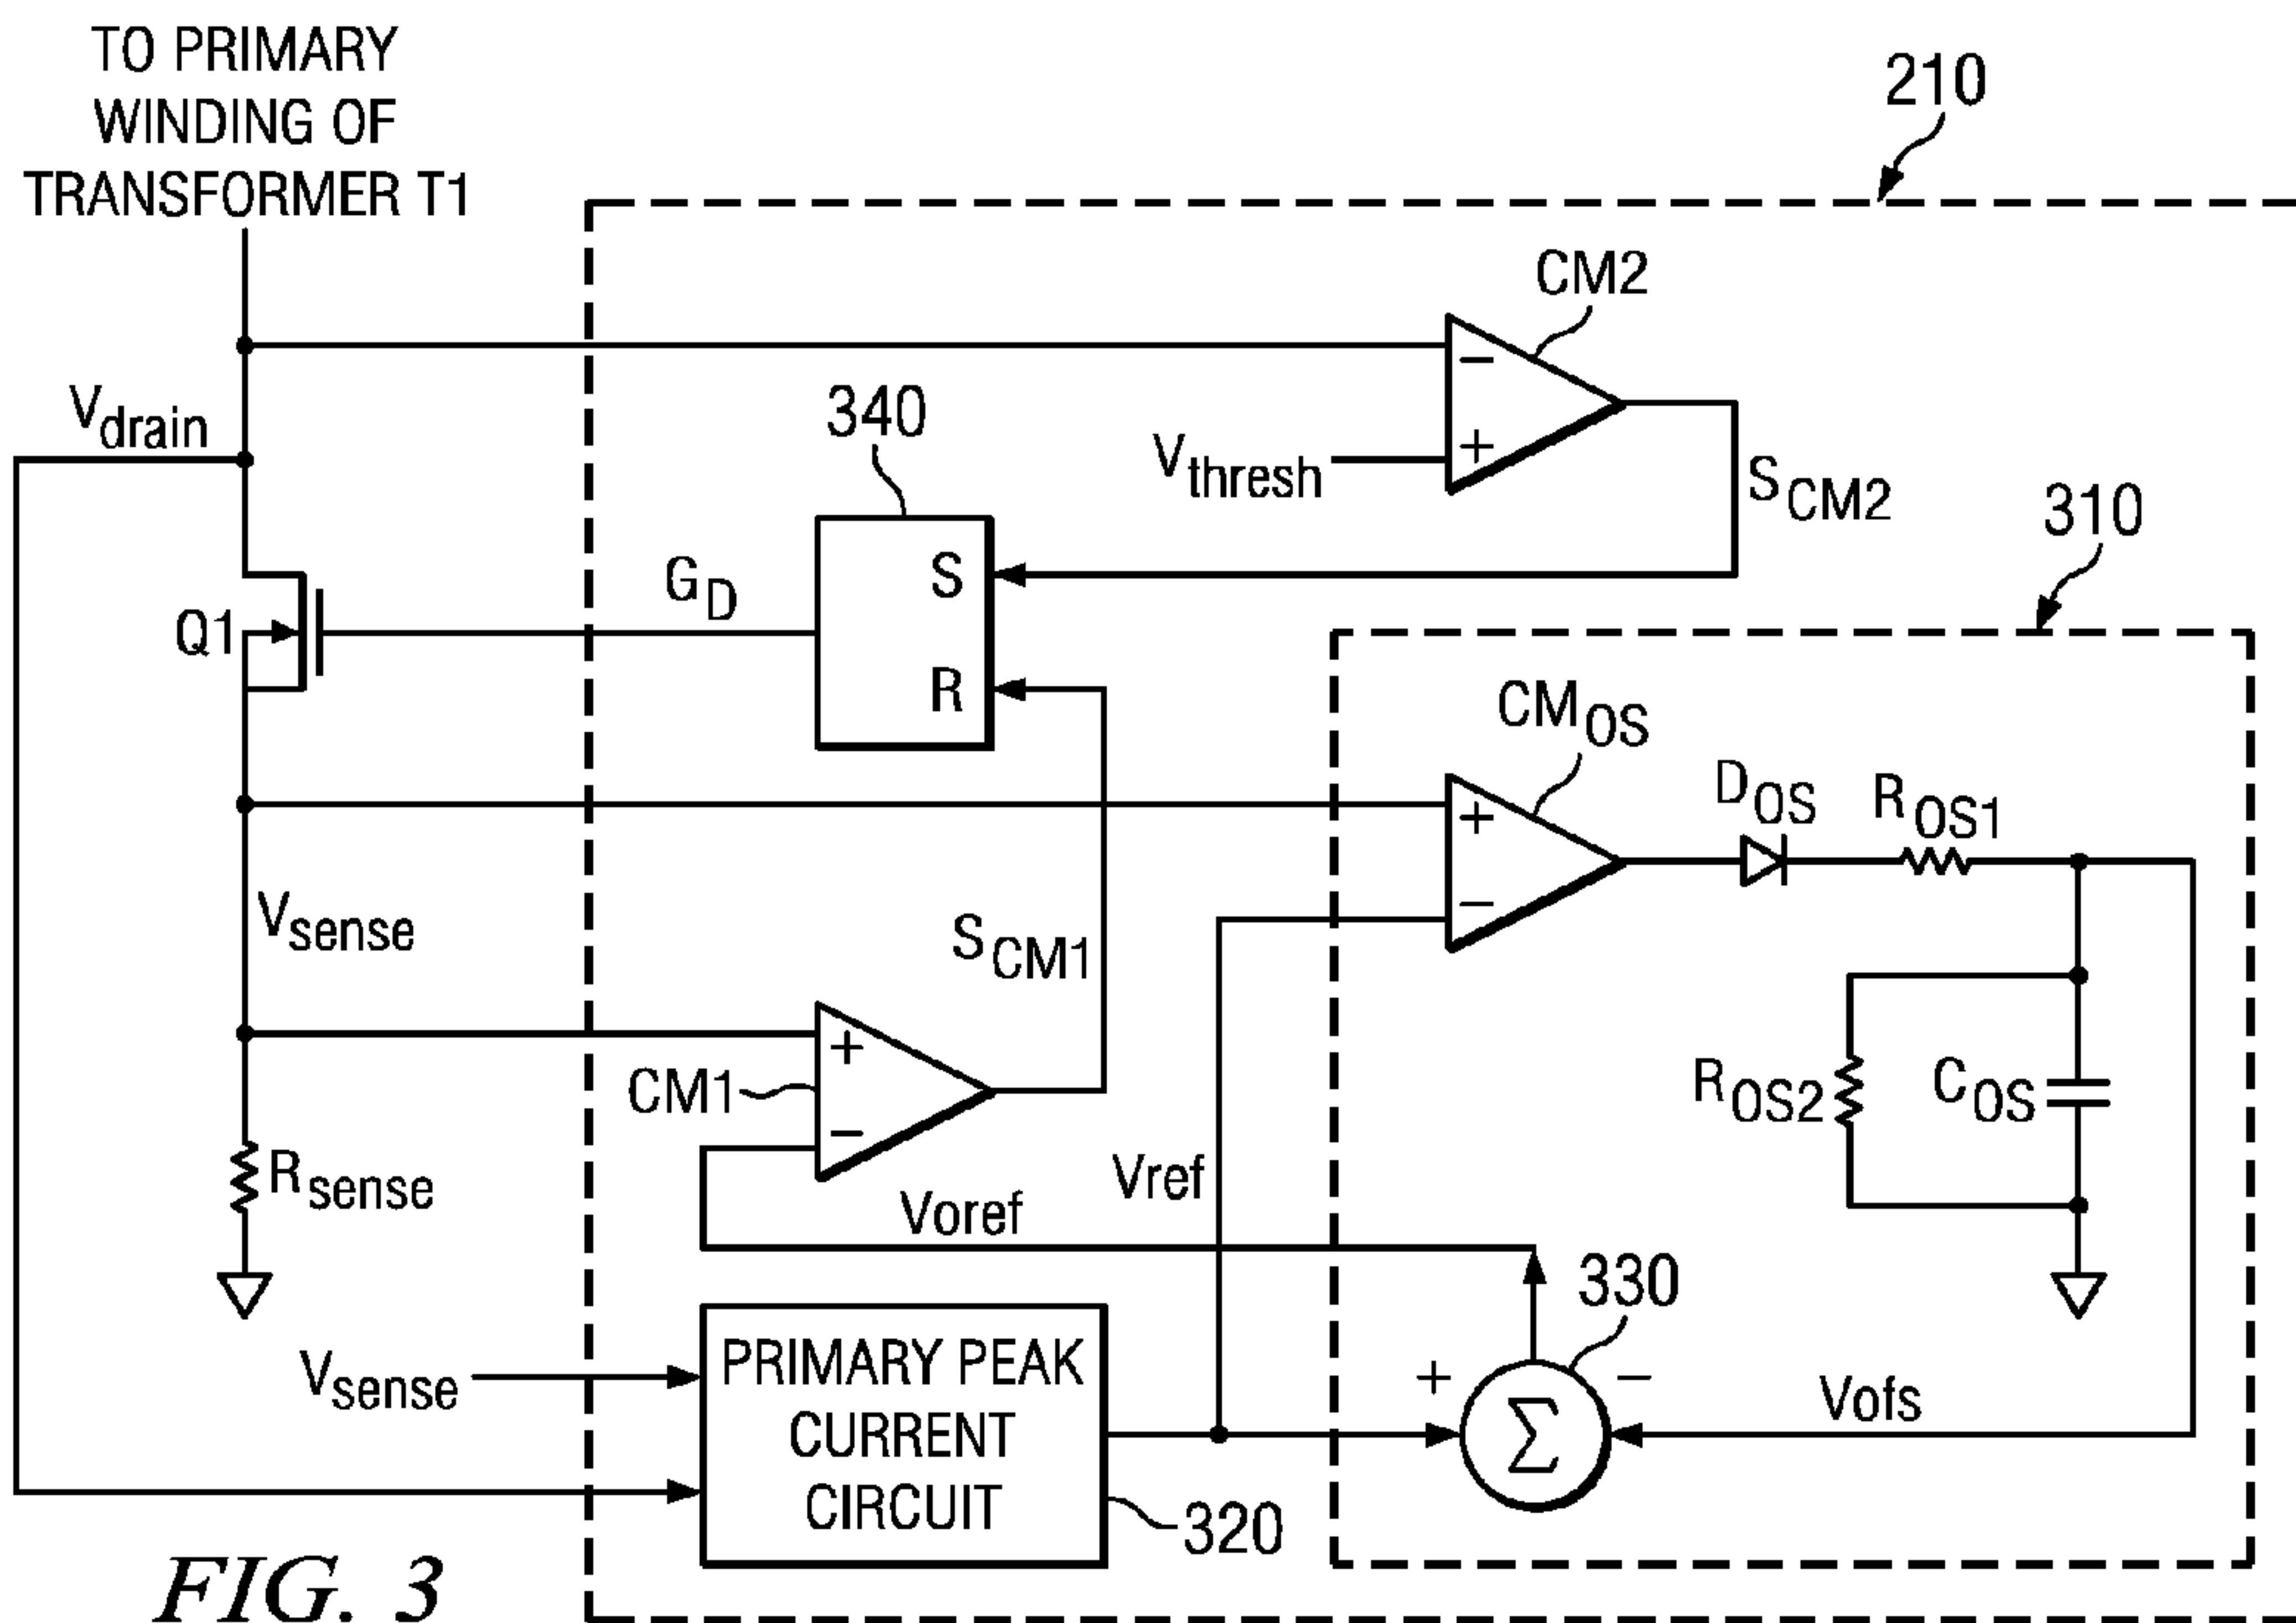 TO PRIMARY
WINDING OF
TRANSFORMER T1
210
CM2
−
+
Vdrain
340
Vthresh
SCM2
310
S
GD
Q1
R
CMOS
DOS
ROS1
+
−
Vsense
SCM1
+
CM1
−
ROS2
COS
Rsense
Vref
Voref
330
PRIMARY PEAK
CURRENT
CIRCUIT
Vsense
+
−
Σ
Vofs
320
FIG. 3